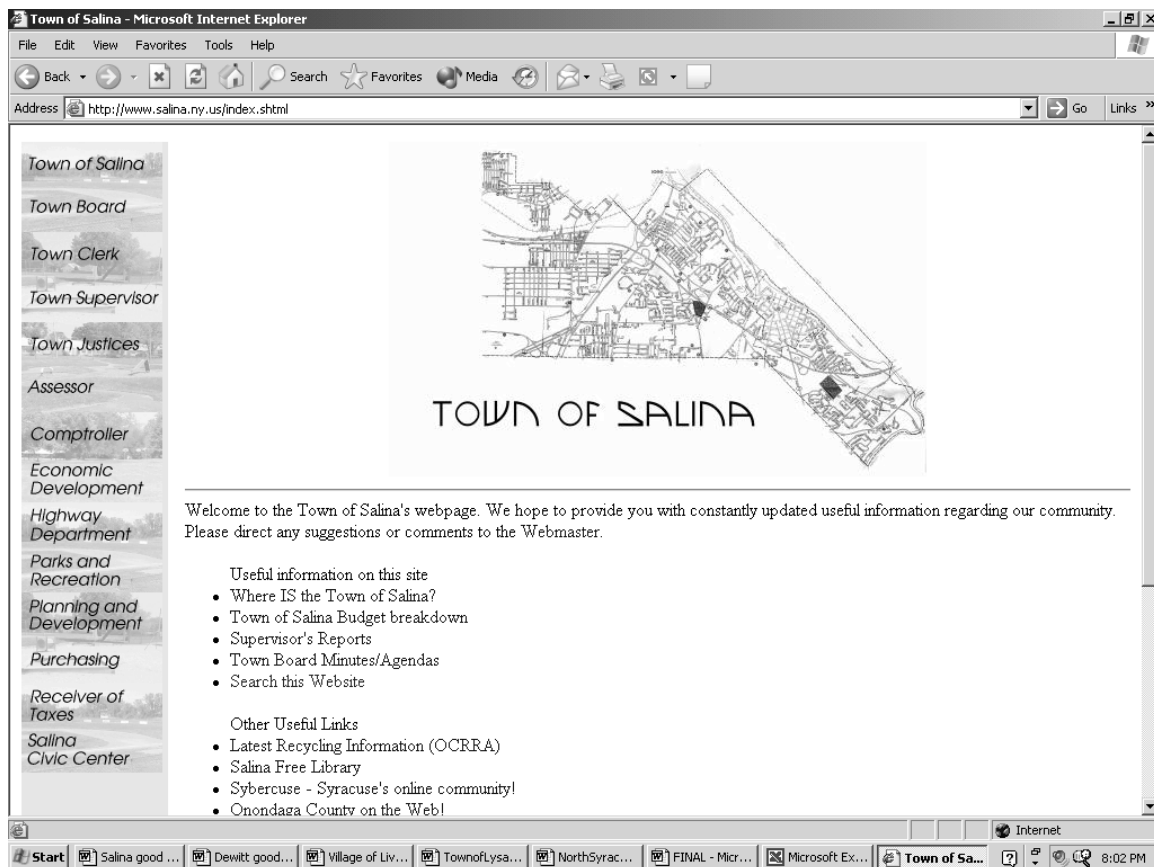 Town of Salina - Microsoft Internet Explorer
File Edit View Favorites Tools Help
Back Search Favorites Media
Address http://www.salina.ny.us/index.shtml Go Links »
Town of Salina
Town Board
Town Clerk
Town Supervisor
Town Justices
Assessor
Comptroller
Economic
Development
Highway
Department
Parks and
Recreation
Planning and
Development
Purchasing
Receiver of
Taxes
Salina
Civic Center
TOWN OF SALINA
Welcome to the Town of Salina's webpage. We hope to provide you with constantly updated useful information regarding our community.
Please direct any suggestions or comments to the Webmaster.
Useful information on this site
• Where IS the Town of Salina?
• Town of Salina Budget breakdown
• Supervisor's Reports
• Town Board Minutes/Agendas
• Search this Website
Other Useful Links
• Latest Recycling Information (OCRRA)
• Salina Free Library
• Sybercuse - Syracuse's online community!
• Onondaga County on the Web!
Internet
Start Salina good ... Dewitt good... Village of Liv... TownofLysa... NorthSyrac... FINAL - Micr... Microsoft Ex... Town of Sa... 8:02 PM